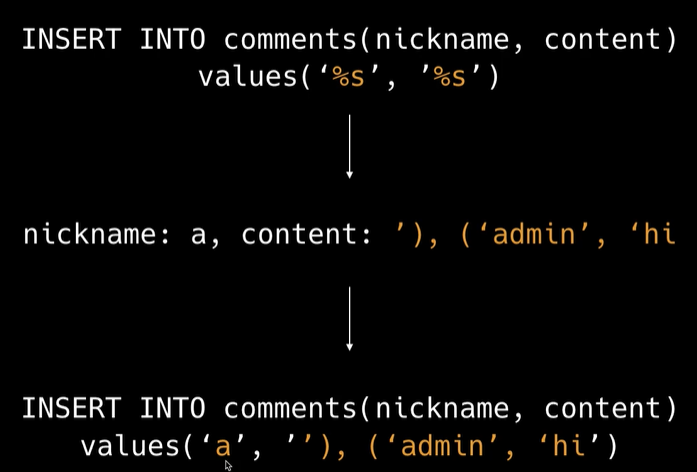 INSERT INTO comments(nickname, content)
values(‘%s’, ’%s’)
nickname: a, content: ’), (‘admin’, ‘hi
INSERT INTO comments(nickname, content)
values(‘a’, ’’), (‘admin’, ‘hi’)